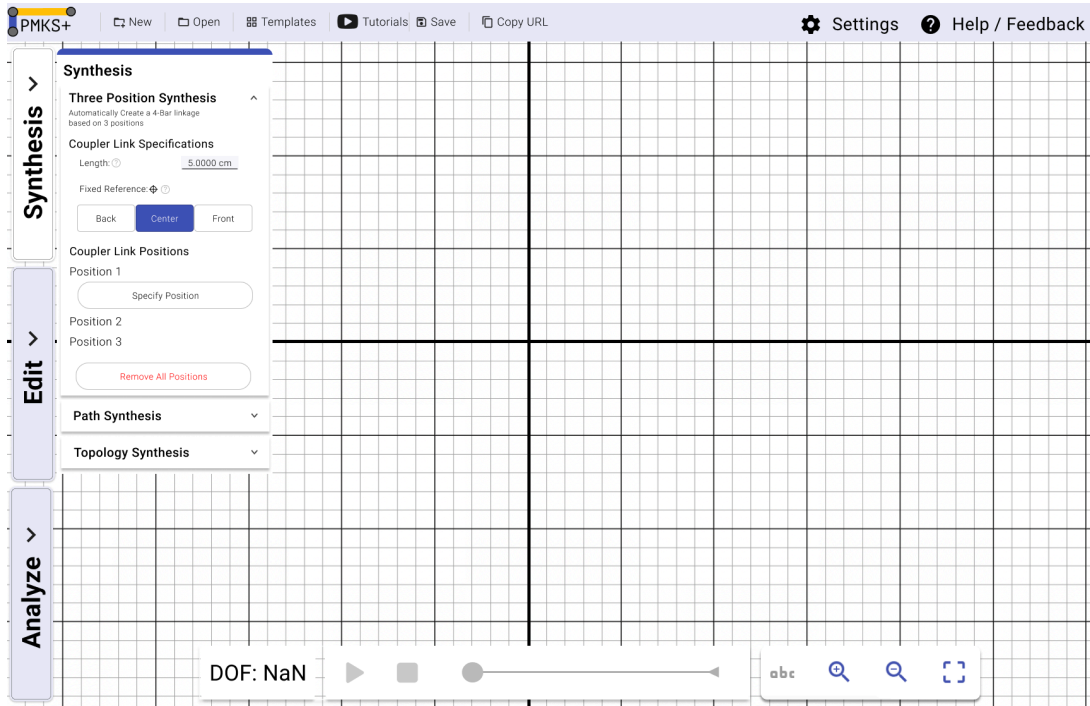 PMKS+
New
Open
Templates
Tutorials
Save
Copy URL
Settings
Help / Feedback
Synthesis
Edit
Analyze
Synthesis
Three Position Synthesis
Automatically Create a 4-Bar linkage
based on 3 positions
Coupler Link Specifications
Length: 5.0000 cm
Fixed Reference:
Back Center Front
Coupler Link Positions
Position 1
Specify Position
Position 2
Position 3
Remove All Positions
Path Synthesis
Topology Synthesis
DOF: NaN
abc